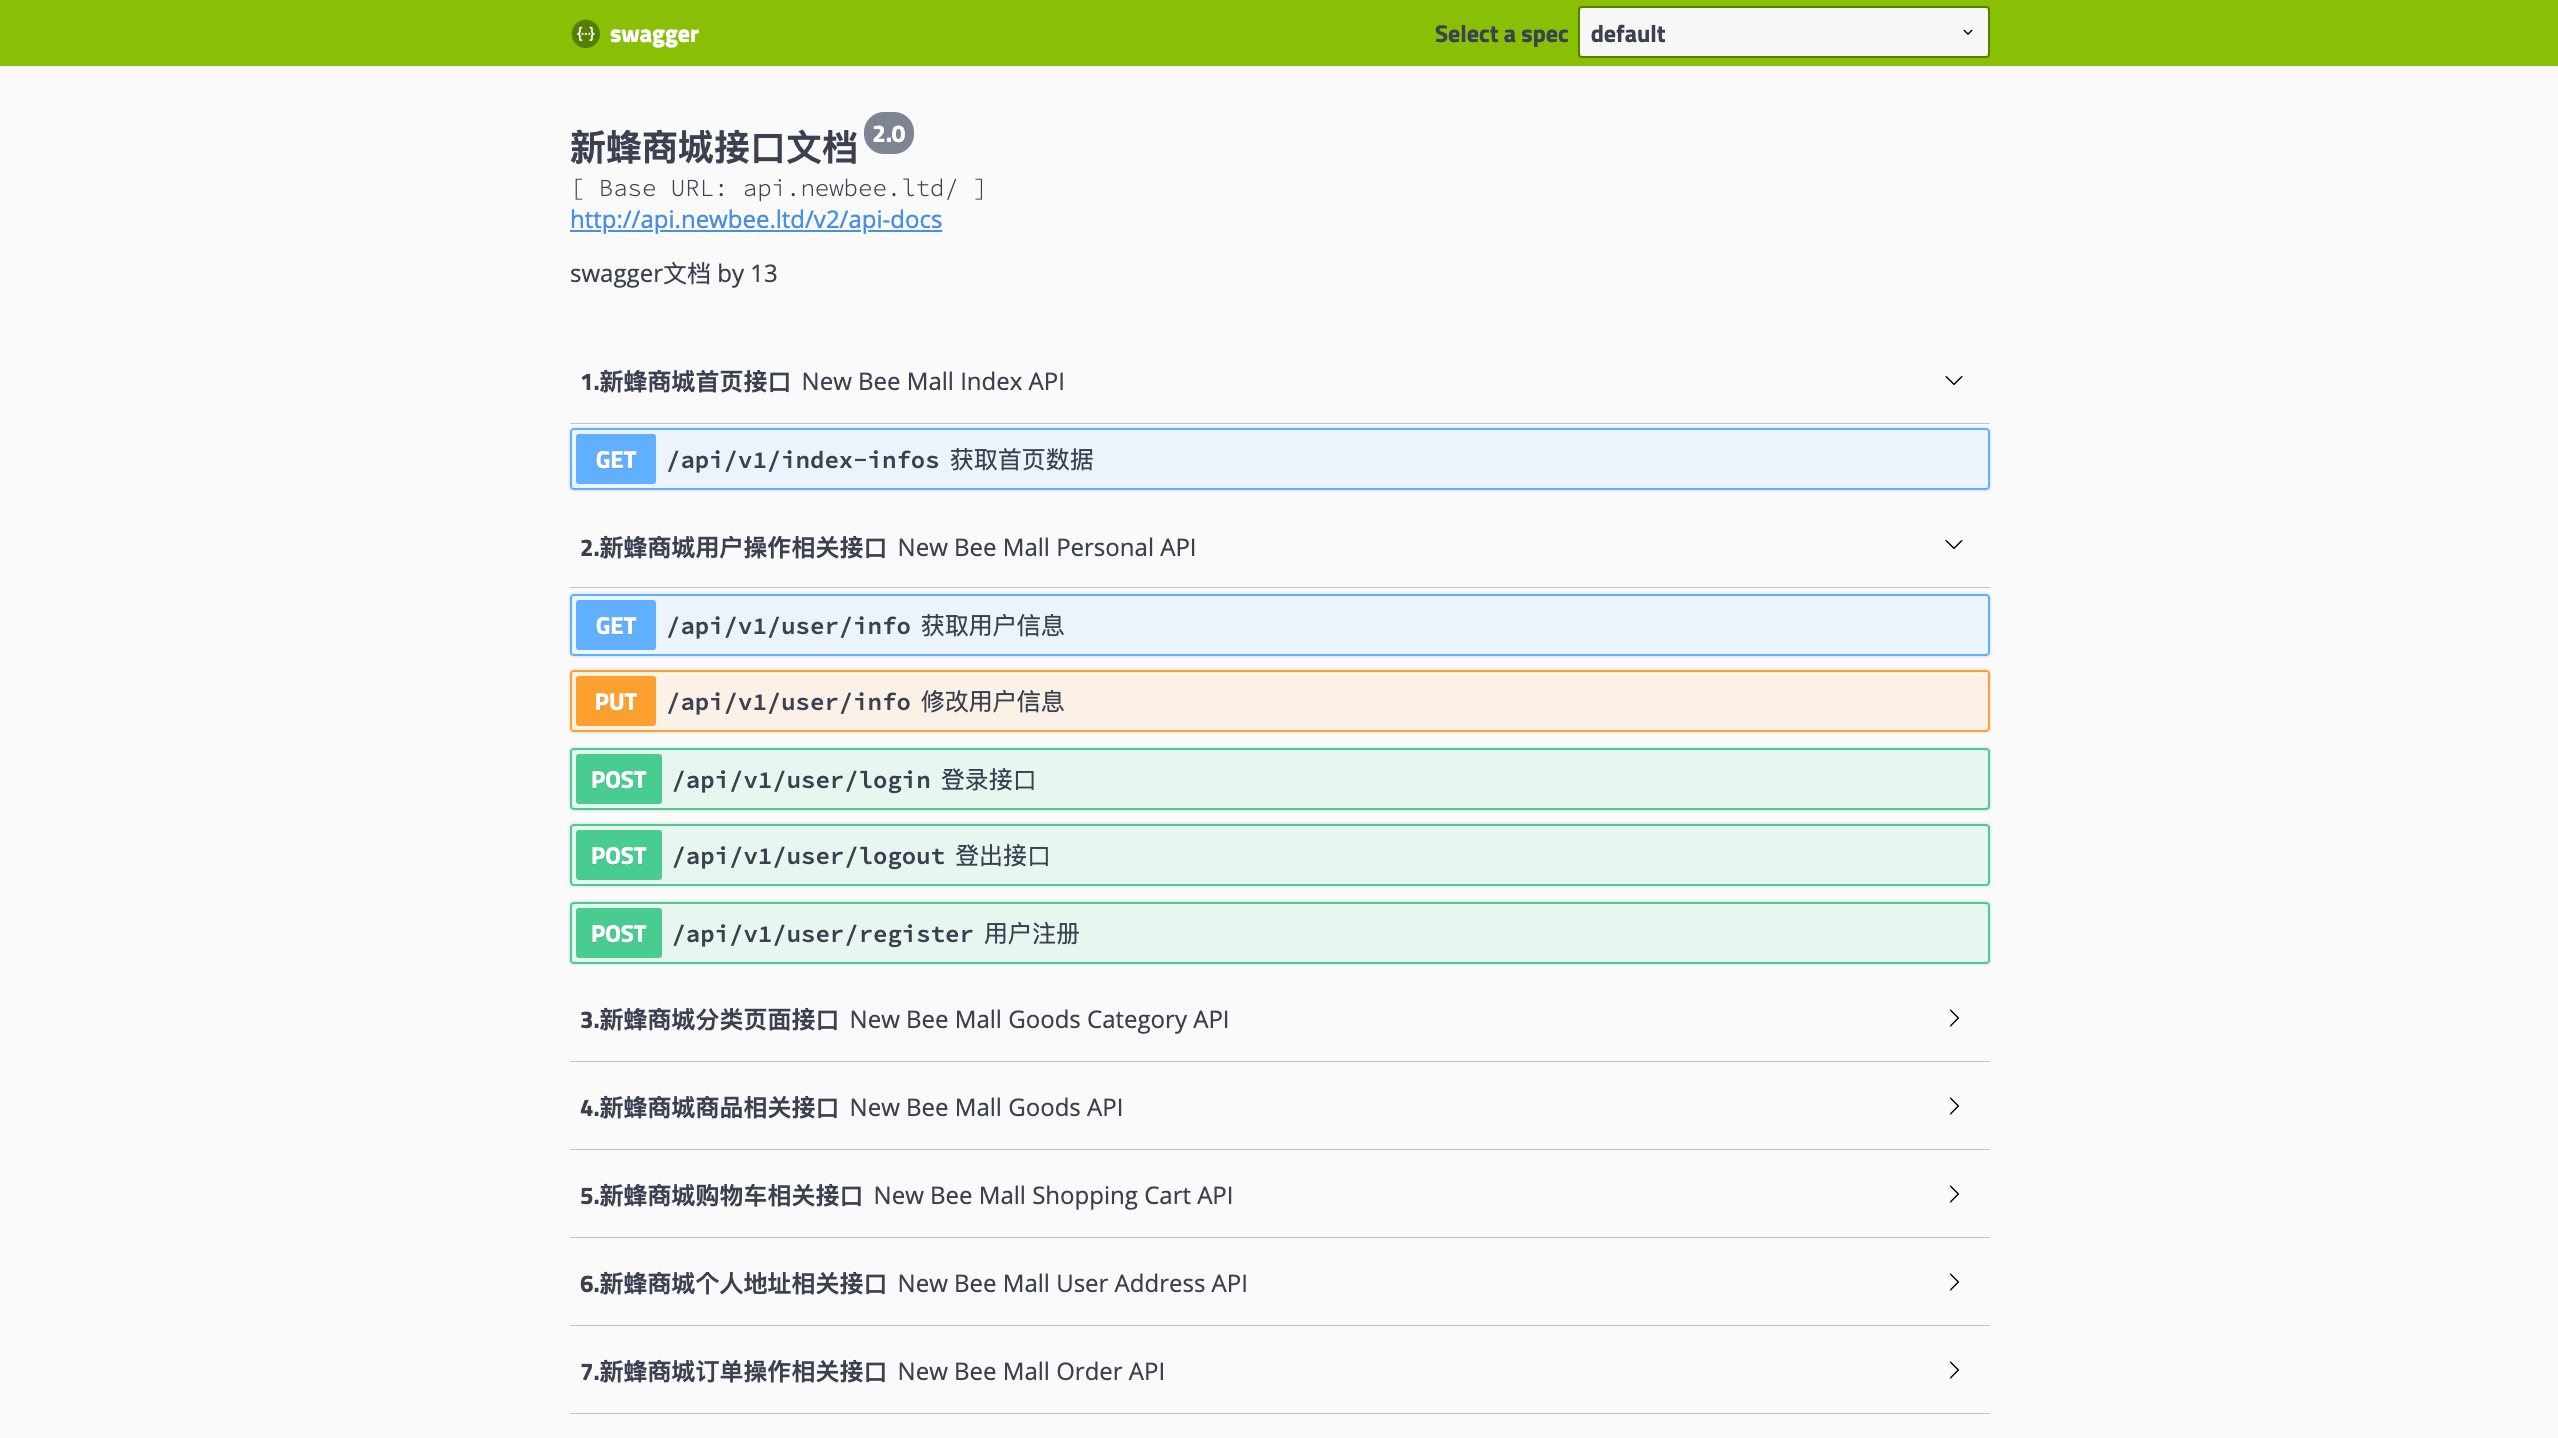 swagger Select a spec default
新蜂商城接口文档 2.0
[ Base URL: api.newbee.ltd/ ]
http://api.newbee.ltd/v2/api-docs
swagger文档 by 13
1.新蜂商城首页接口 New Bee Mall Index API
GET /api/v1/index-infos 获取首页数据
2.新蜂商城用户操作相关接口 New Bee Mall Personal API
GET /api/v1/user/info 获取用户信息
PUT /api/v1/user/info 修改用户信息
POST /api/v1/user/login 登录接口
POST /api/v1/user/logout 登出接口
POST /api/v1/user/register 用户注册
3.新蜂商城分类页面接口 New Bee Mall Goods Category API
4.新蜂商城商品相关接口 New Bee Mall Goods API
5.新蜂商城购物车相关接口 New Bee Mall Shopping Cart API
6.新蜂商城个人地址相关接口 New Bee Mall User Address API
7.新蜂商城订单操作相关接口 New Bee Mall Order API